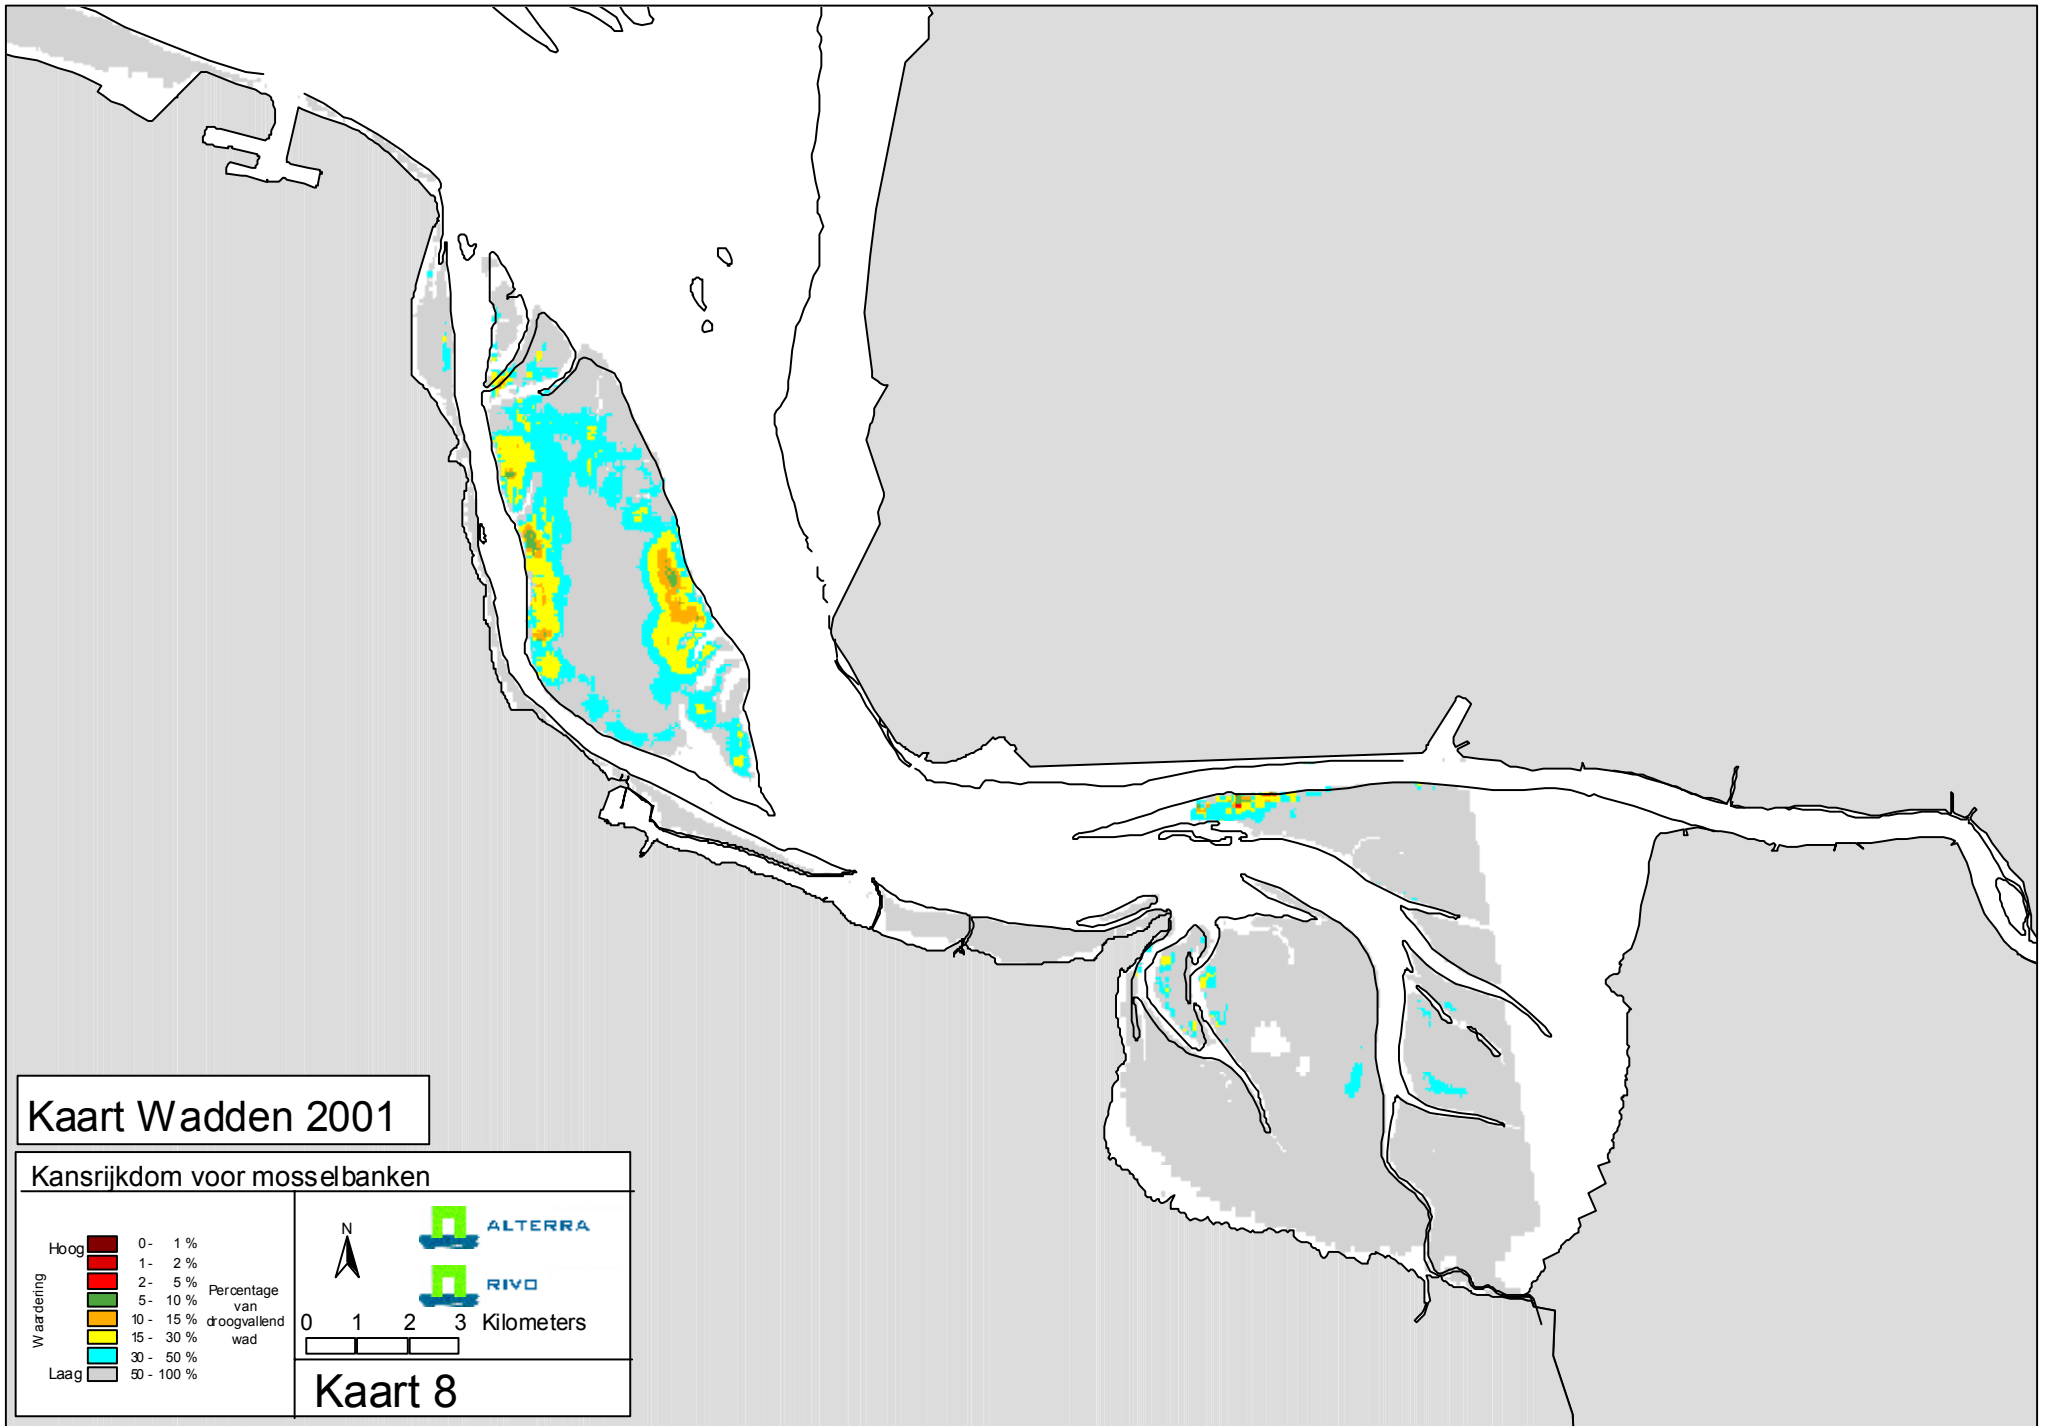 Kaart Wadden 2001
Kansrijkdom voor mosselbanken
Hoog
Waardering
Laag
0 - 1 %
1 - 2 %
2 - 5 %
5 - 10 %
10 - 15 %
15 - 30 %
30 - 50 %
50 - 100 %
Percentage
van
droogvallend
wad
N
ALTERRA
RIVO
0 1 2 3 Kilometers
Kaart 8